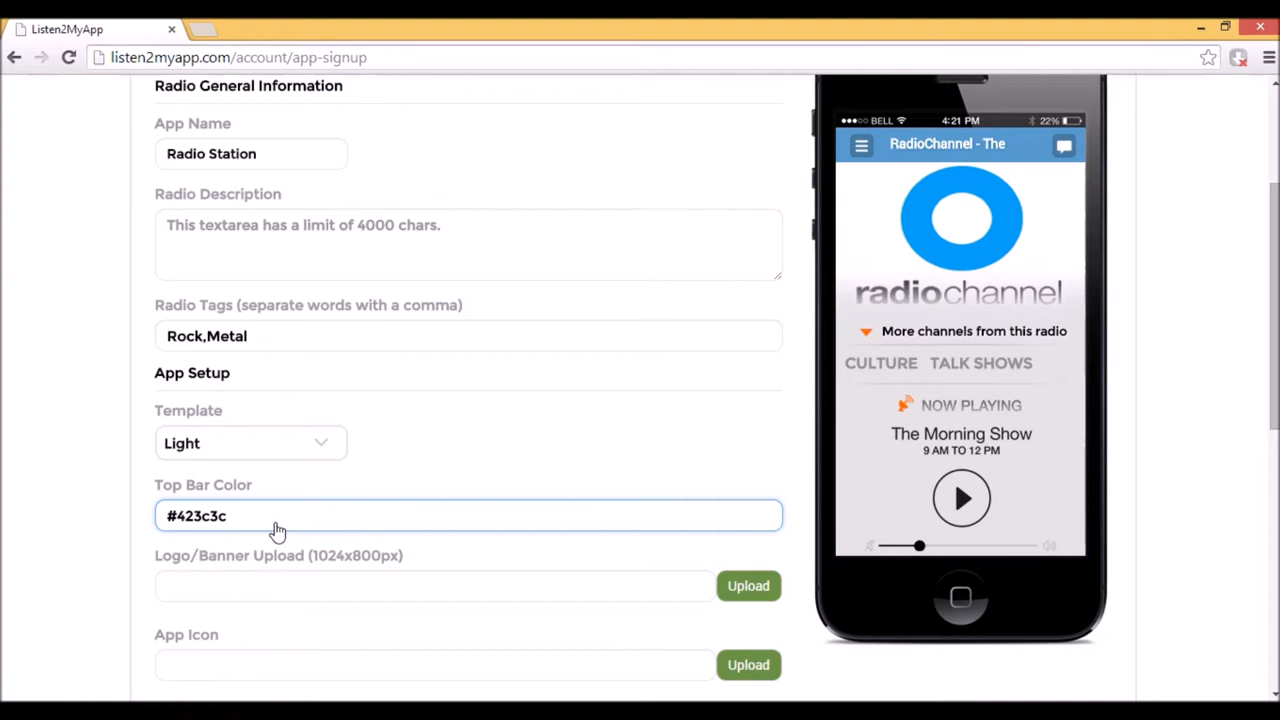 Listen2MyApp
listen2myapp.com/account/app-signup
Radio General Information
App Name
Radio Station
Radio Description
This textarea has a limit of 4000 chars.
Radio Tags (separate words with a comma)
Rock,Metal
App Setup
Template
Light
Top Bar Color
#423c3c
Logo/Banner Upload (1024x800px)
Upload
App Icon
Upload
BELL 4:21 PM 22%
RadioChannel - The
radiochannel
More channels from this radio
CULTURE TALK SHOWS
NOW PLAYING
The Morning Show
9 AM TO 12 PM